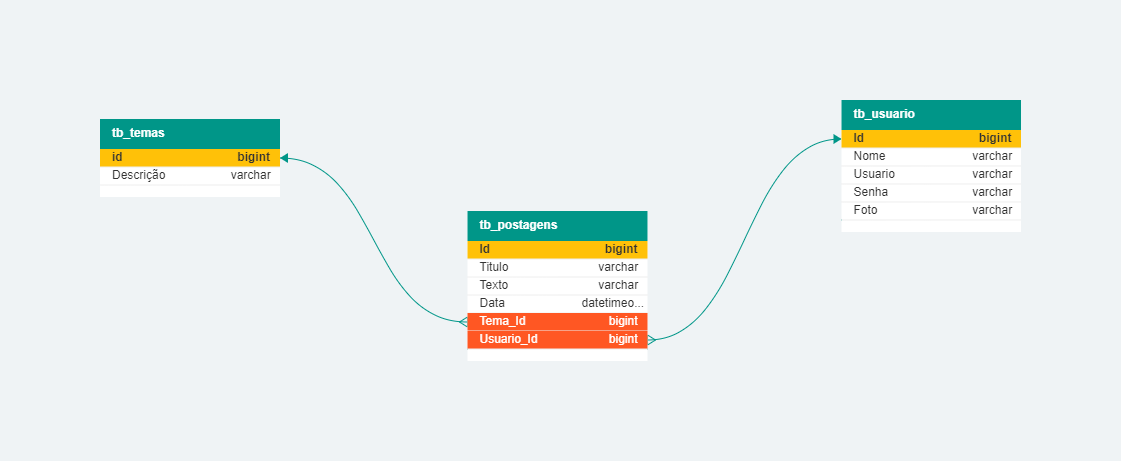 tb_temas
id bigint
Descrição varchar
tb_postagens
Id bigint
Titulo varchar
Texto varchar
Data datetimeo...
Tema_Id bigint
Usuario_Id bigint
tb_usuario
Id bigint
Nome varchar
Usuario varchar
Senha varchar
Foto varchar